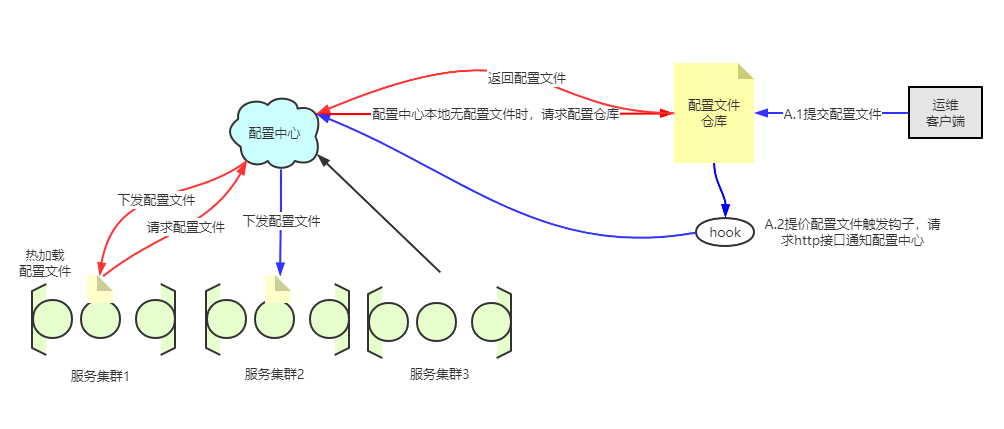 返回配置文件
配置中心本地无配置文件时，请求配置仓库
配置文件
仓库
A.1提交配置文件
运维
客户端
配置中心
下发配置文件
请求配置文件
下发配置文件
hook
A.2提价配置文件触发钩子，请
求http接口通知配置中心
热加载
配置文件
服务集群1
服务集群2
服务集群3